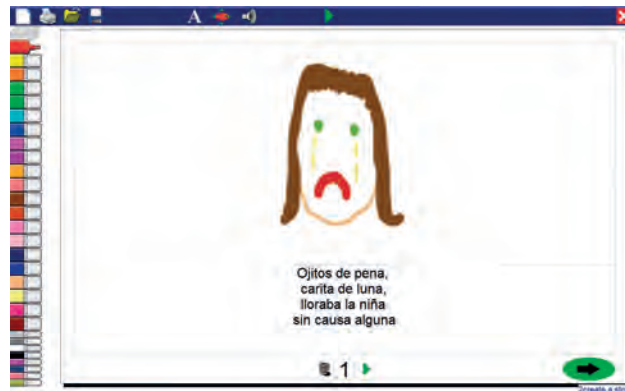 A
Ojitos de pena,
carita de luna,
lloraba la niña
sin causa alguna
1